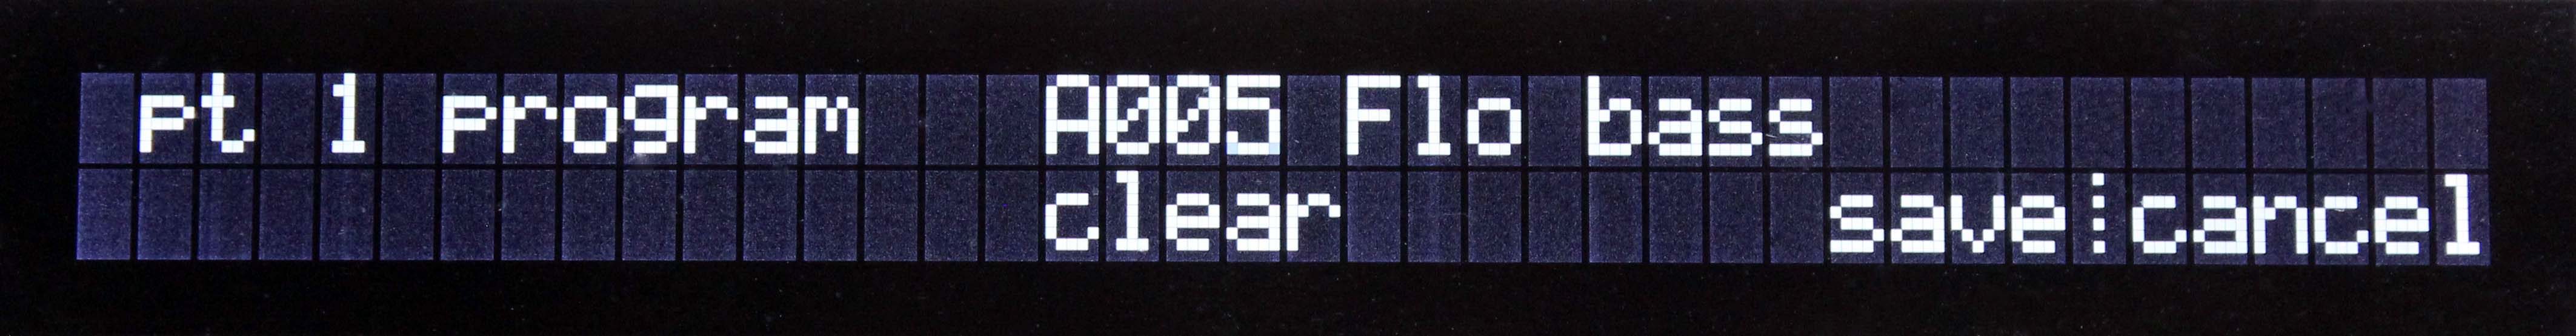 pt 1 program   A005 Flo bass
clear        save⋮cancel